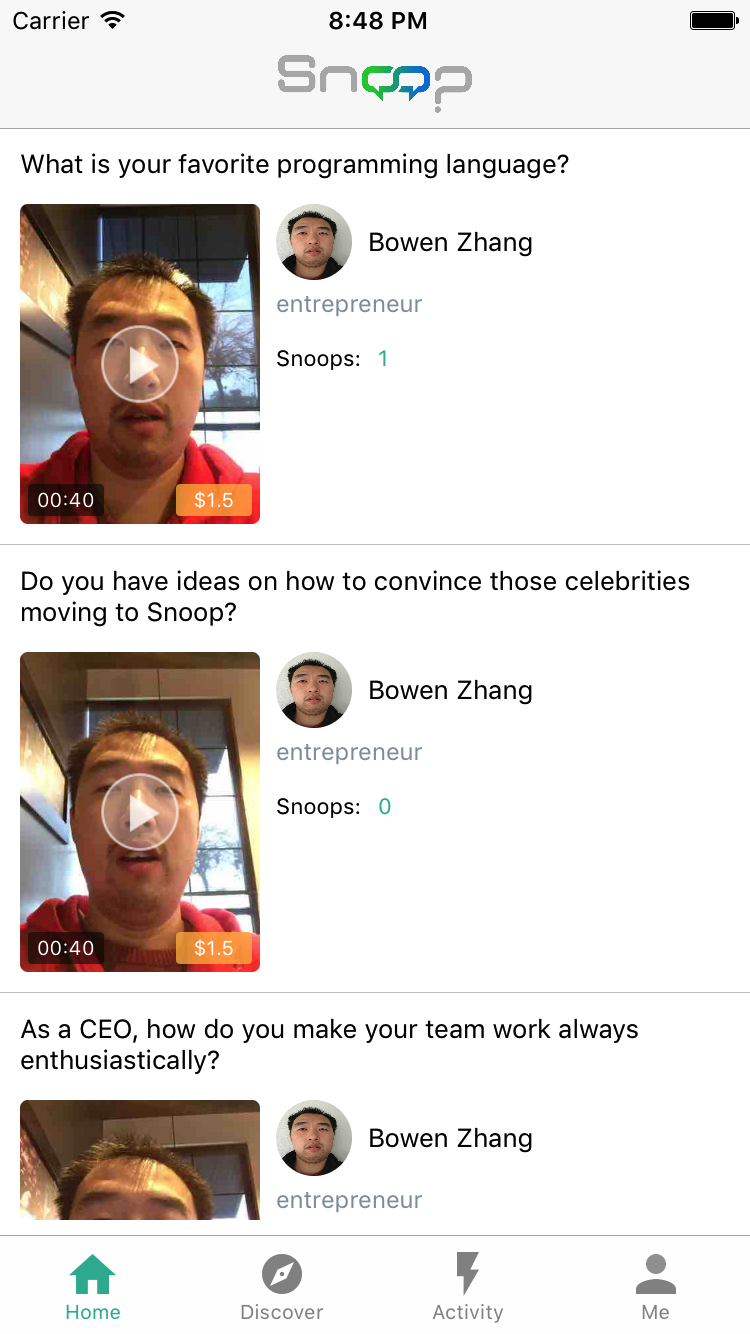 Carrier 8:48 PM
Snoop
What is your favorite programming language?
Bowen Zhang
entrepreneur
Snoops: 1
00:40 $1.5
Do you have ideas on how to convince those celebrities
moving to Snoop?
Bowen Zhang
entrepreneur
Snoops: 0
00:40 $1.5
As a CEO, how do you make your team work always
enthusiastically?
Bowen Zhang
entrepreneur
Home Discover Activity Me